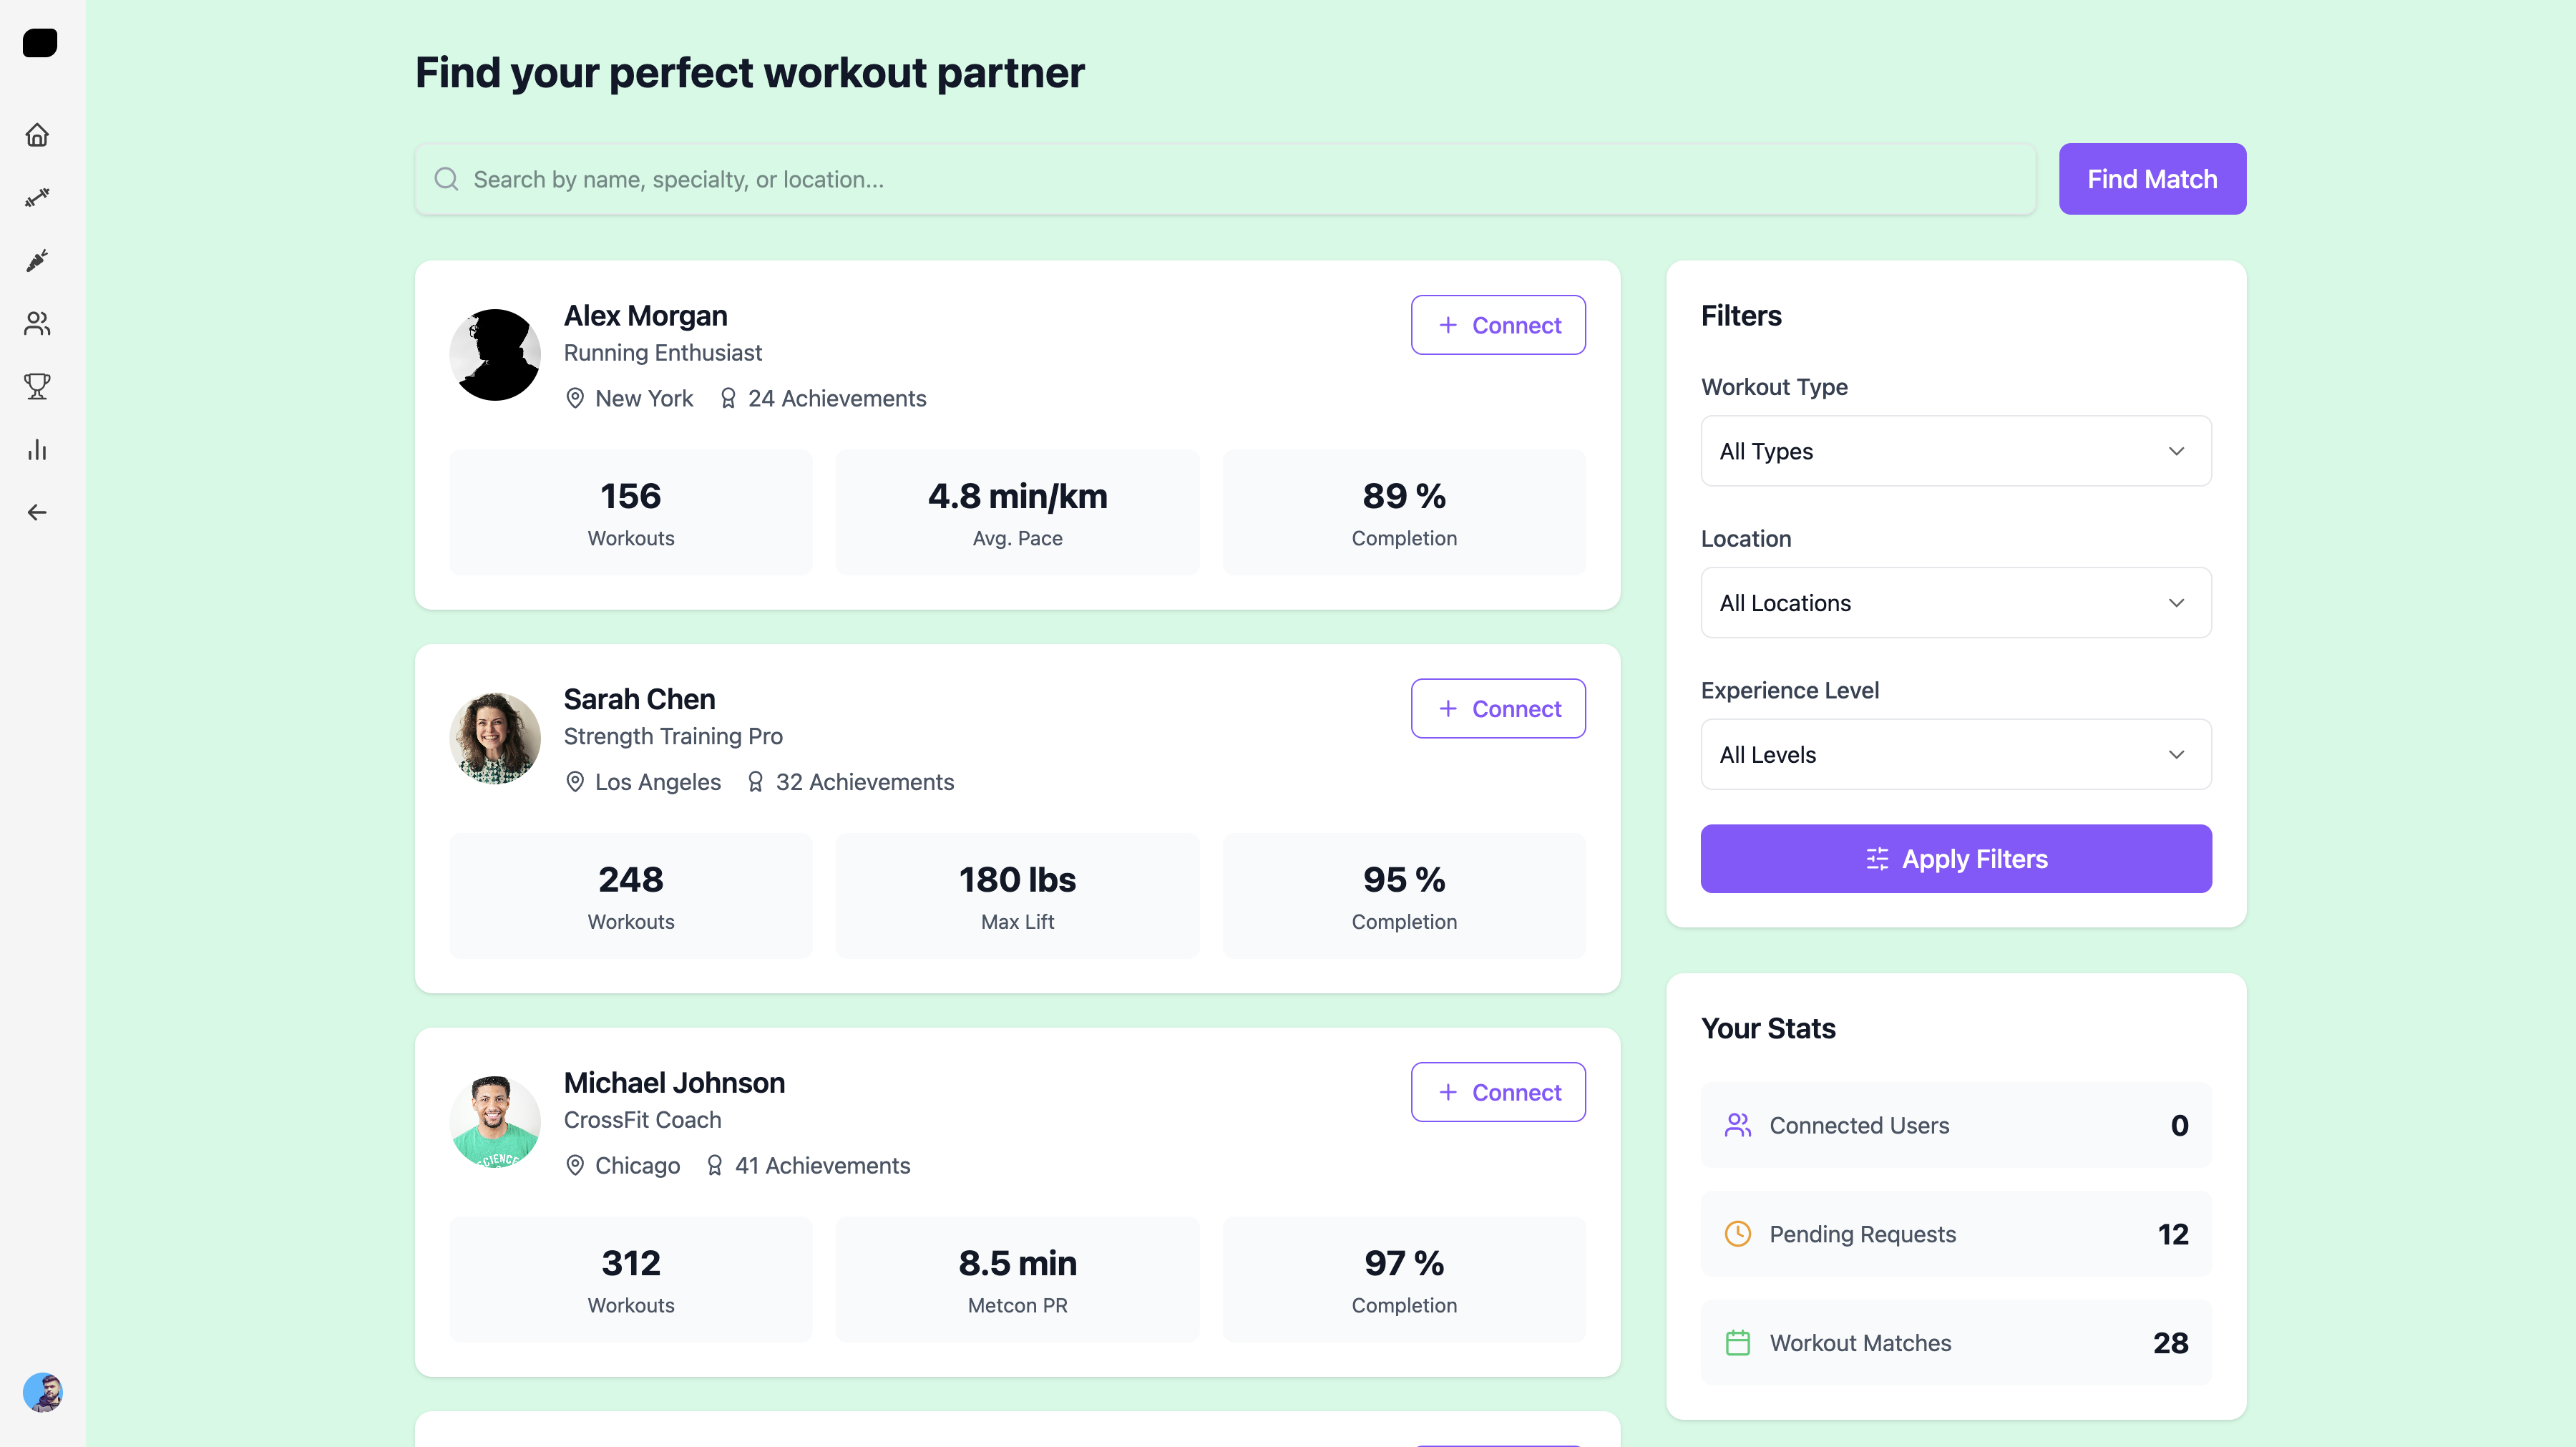 Find your perfect workout partner
Search by name, specialty, or location...
Find Match
Alex Morgan
Running Enthusiast
New York
24 Achievements
Connect
156
Workouts
4.8 min/km
Avg. Pace
89 %
Completion
Sarah Chen
Strength Training Pro
Los Angeles
32 Achievements
Connect
248
Workouts
180 lbs
Max Lift
95 %
Completion
Michael Johnson
CrossFit Coach
Chicago
41 Achievements
Connect
SCIENCE
312
Workouts
8.5 min
Metcon PR
97 %
Completion
Filters
Workout Type
All Types
Location
All Locations
Experience Level
All Levels
Apply Filters
Your Stats
Connected Users
0
Pending Requests
12
Workout Matches
28